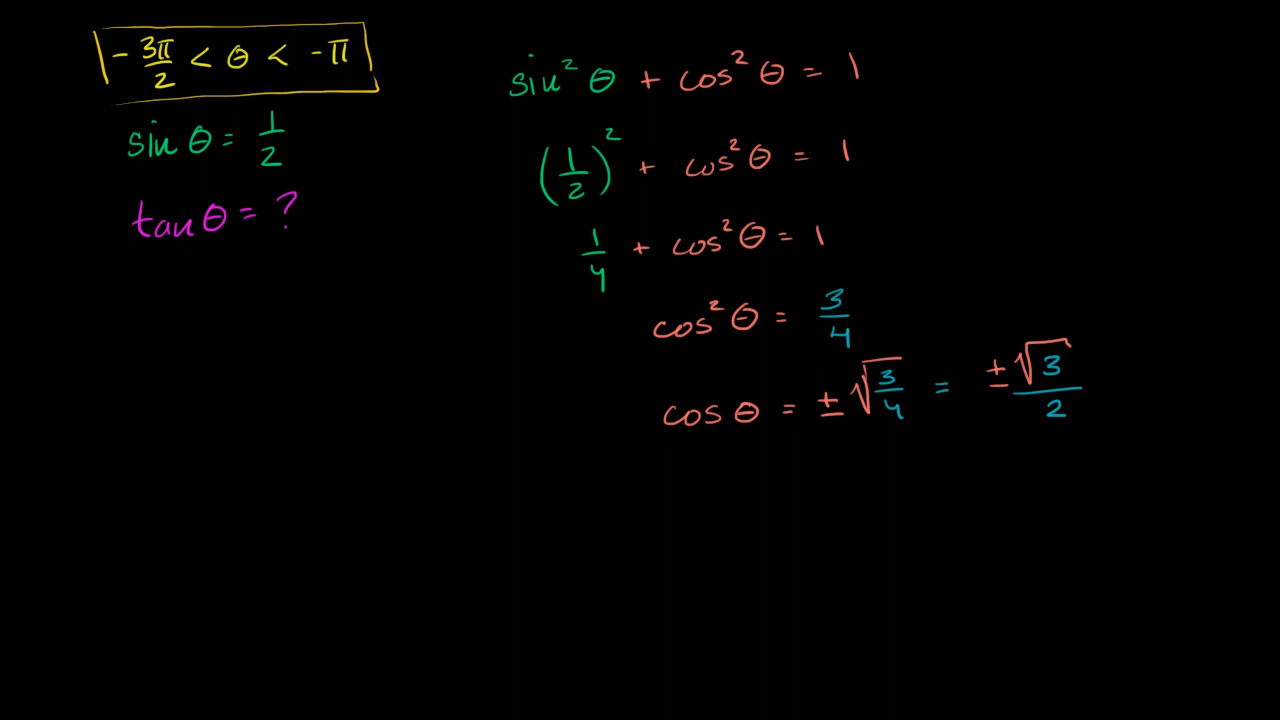 -3π/2 < θ < -π
sin θ = 1/2
tan θ = ?
sin² θ + cos² θ = 1
(1/2)² + cos² θ = 1
1/4 + cos² θ = 1
cos² θ = 3/4
cos θ = ±√(3/4) = ±√3/2